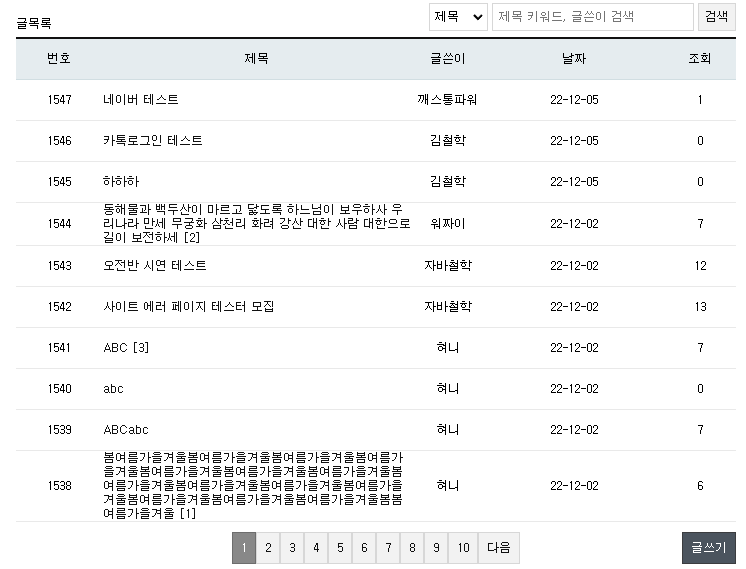 글목록
제목 제목 키워드, 글쓴이 검색 검색
번호 제목 글쓴이 날짜 조회
1547 네이버 테스트 깨스통파워 22-12-05 1
1546 카톡로그인 테스트 김철학 22-12-05 0
1545 하하하 김철학 22-12-05 0
동해물과 백두산이 마르고 닳도록 하느님이 보우하사 우
1544 리나라 만세 무궁화 삼천리 화려 강산 대한 사람 대한으로 워짜이 22-12-02 7
길이 보전하세 [2]
1543 오전반 시연 테스트 자바철학 22-12-02 12
1542 사이트 에러 페이지 테스터 모집 자바철학 22-12-02 13
1541 ABC [3] 혀니 22-12-02 7
1540 abc 혀니 22-12-02 0
1539 ABCabc 혀니 22-12-02 7
봄여름가을겨울봄여름가을겨울봄여름가을겨울봄여름가
을겨울봄여름가을겨울봄여름가을겨울봄여름가을겨울봄
1538 여름가을겨울봄여름가을겨울봄여름가을겨울봄여름가을 혀니 22-12-02 6
겨울봄여름가을겨울봄여름가을겨울봄여름가을겨울봄봄
여름가을겨울 [1]
1 2 3 4 5 6 7 8 9 10 다음 글쓰기